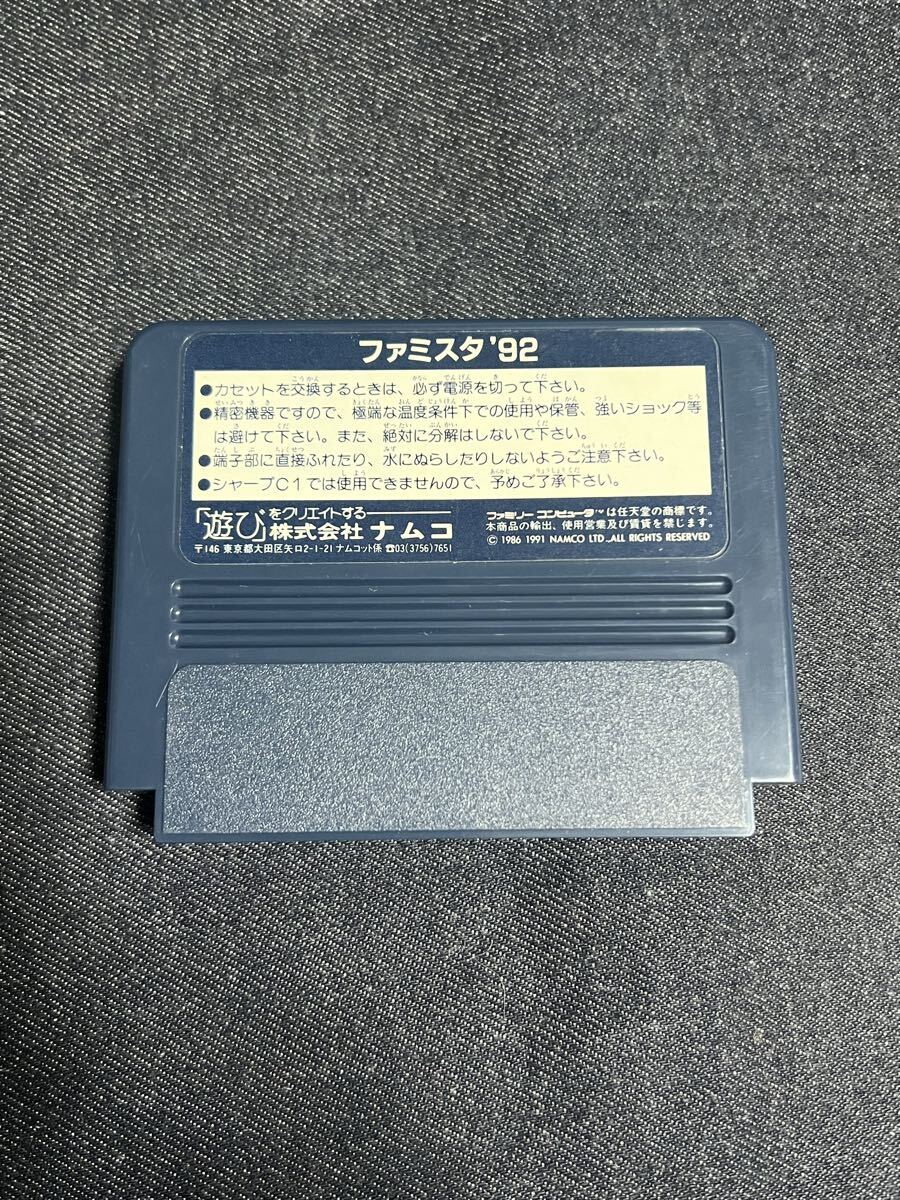 ファミスタ'92
●カセットを交換するときは、必ず電源を切って下さい。
●精密機器ですので、極端な温度条件下での使用や保管、強いショック等
は避けて下さい。また、絶対に分解はしないで下さい。
●端子部に直接ふれたり、水にぬらしたりしないようご注意下さい。
●シャープC1では使用できませんので、予めご了承下さい。
「遊び」をクリエイトする
株式会社 ナムコ
〒146 東京都大田区矢口2-1-21 ナムコット係 ☎03(3756)7651
ファミリーコンピュータ™は任天堂の商標です。
本商品の輸出、使用営業及び賃貸を禁じます。
© 1986 1991 NAMCO LTD.,ALL RIGHTS RESERVED